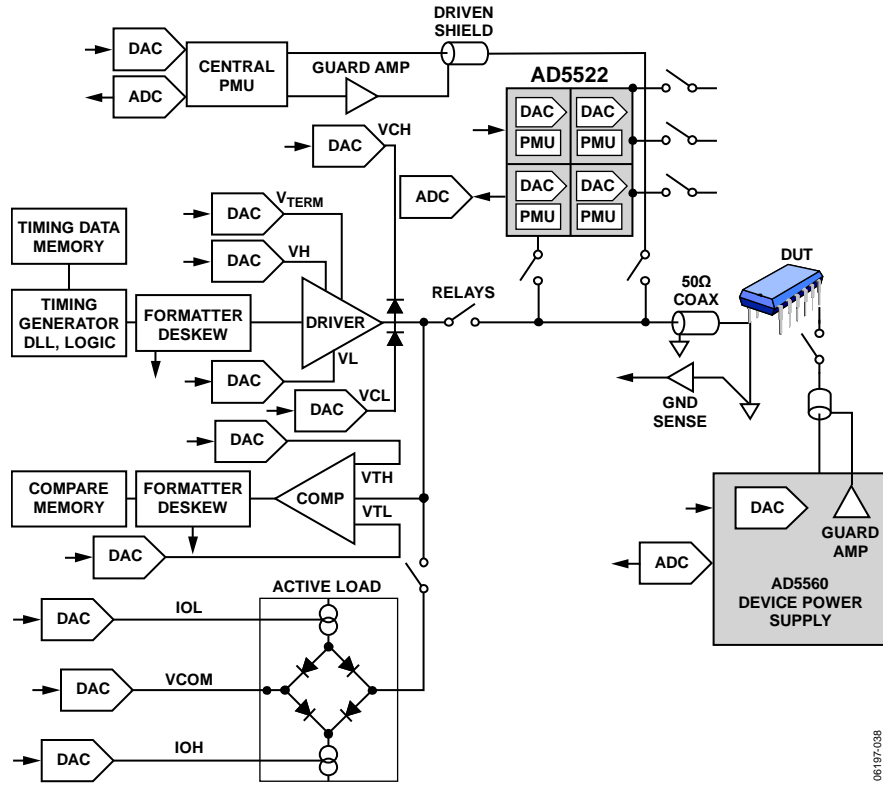 DRIVEN
SHIELD
DAC
ADC
CENTRAL
PMU
GUARD AMP
AD5522
DAC
DAC
PMU
PMU
DAC
DAC
PMU
PMU
ADC
DAC
VCH
DAC
VTERM
DAC
VH
TIMING DATA
MEMORY
TIMING
GENERATOR
DLL, LOGIC
FORMATTER
DESKEW
DRIVER
RELAYS
50Ω
COAX
DUT
DAC
VL
DAC
VCL
GND
SENSE
DAC
VTH
COMPARE
MEMORY
FORMATTER
DESKEW
COMP
VTL
DAC
DAC
GUARD
AMP
ADC
AD5560
DEVICE POWER
SUPPLY
ACTIVE LOAD
DAC
IOL
DAC
VCOM
DAC
IOH
06197-038